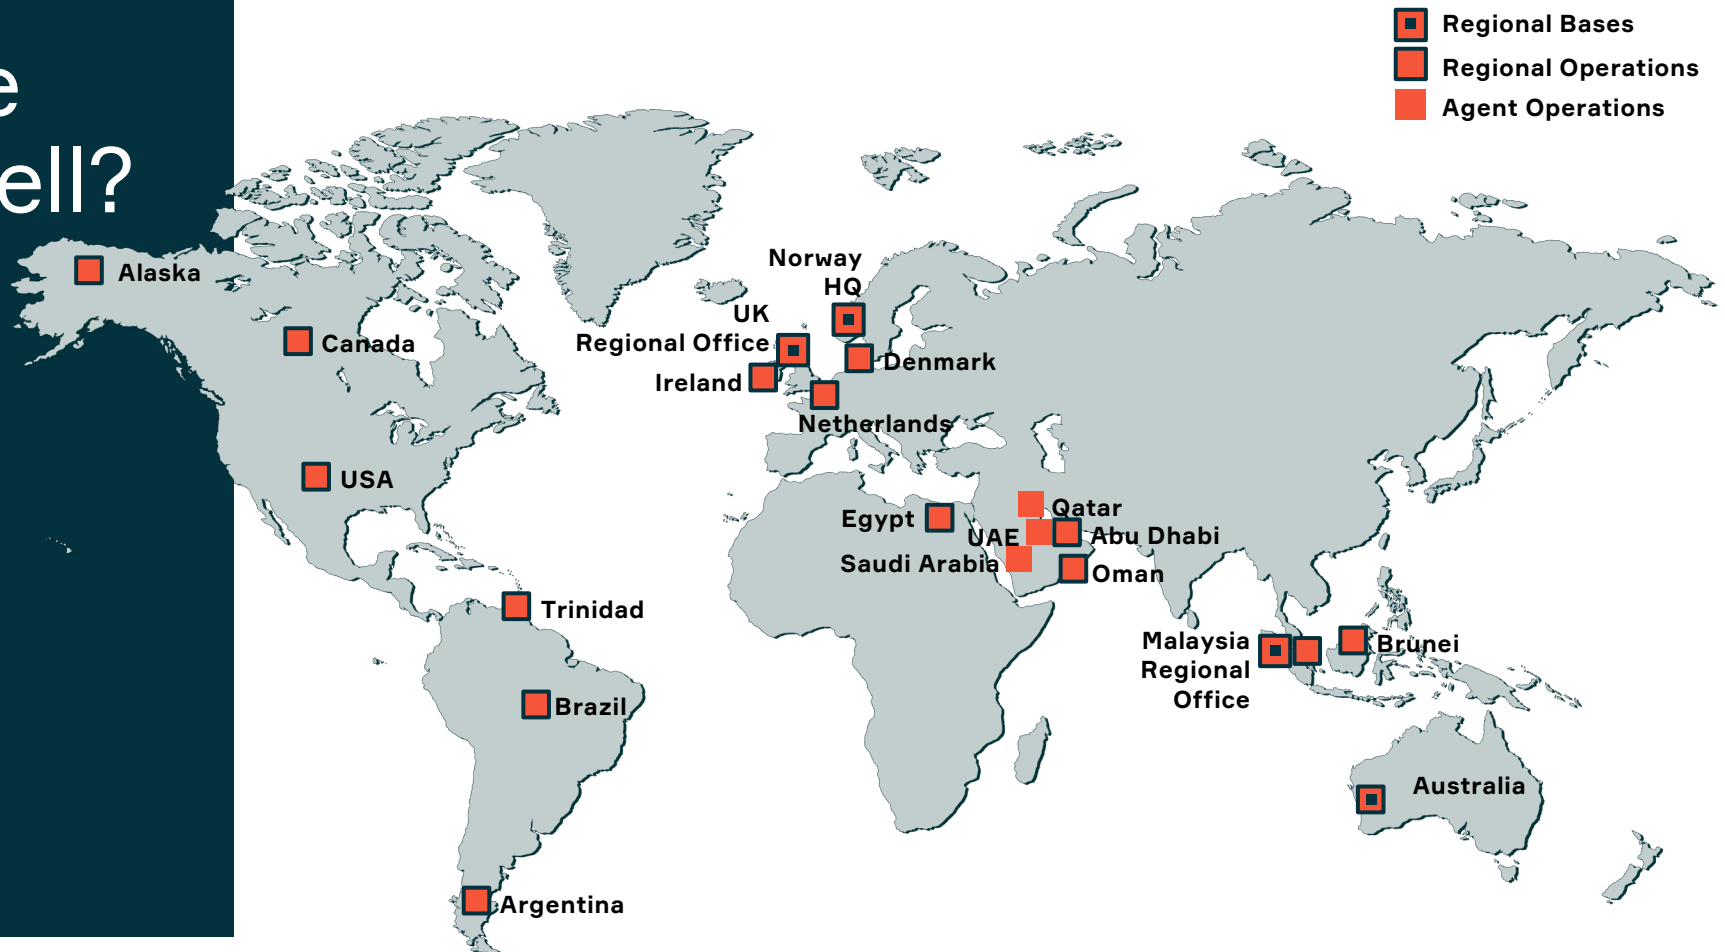 e
ell?
Regional Bases
Regional Operations
Agent Operations
Alaska
Canada
USA
Trinidad
Brazil
Argentina
Norway
HQ
UK
Regional Office
Ireland
Denmark
Netherlands
Egypt
Qatar
UAE
Abu Dhabi
Saudi Arabia
Oman
Malaysia
Regional
Office
Brunei
Australia